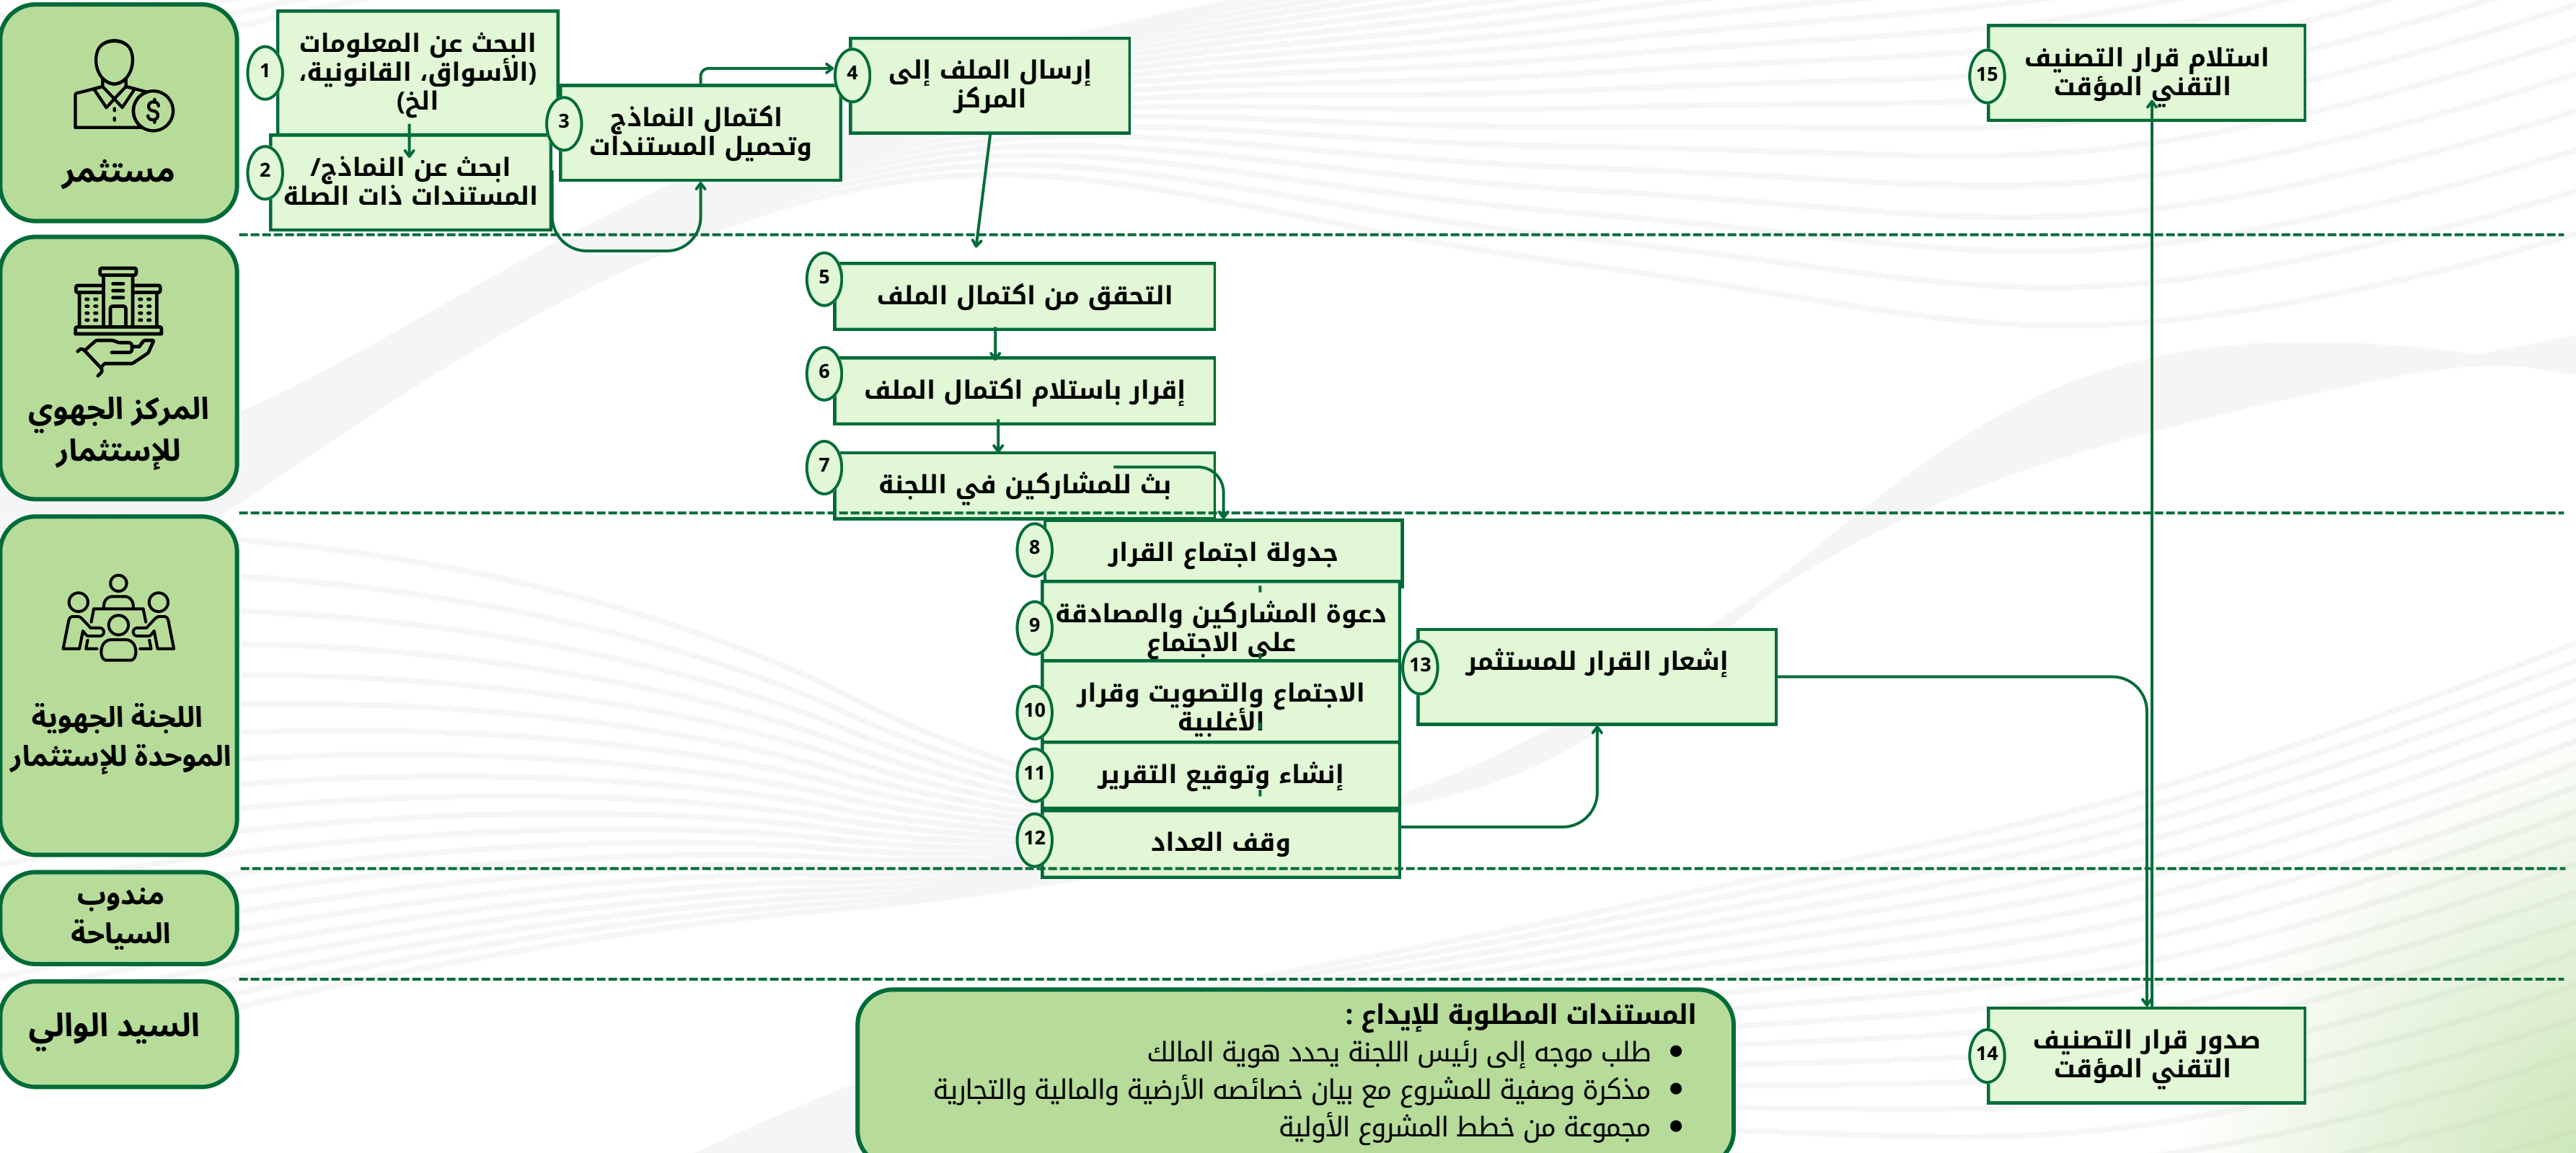 مستثمر
1
البحث عن المعلومات
(الأسواق، القانونية،
الخ)
2
ابحث عن النماذج/
المستندات ذات الصلة
3
اكتمال النماذج
وتحميل المستندات
4
إرسال الملف إلى
المركز
15
استلام قرار التصنيف
التقني المؤقت
المركز الجهوي
للإستثمار
5
التحقق من اكتمال الملف
6
إقرار باستلام اكتمال الملف
7
بث للمشاركين في اللجنة
اللجنة الجهوية
الموحدة للإستثمار
8
جدولة اجتماع القرار
9
دعوة المشاركين والمصادقة
على الاجتماع
10
الاجتماع والتصويت وقرار
الأغلبية
11
إنشاء وتوقيع التقرير
12
وقف العداد
13
إشعار القرار للمستثمر
مندوب
السياحة
السيد الوالي
14
صدور قرار التصنيف
التقني المؤقت
المستندات المطلوبة للإيداع :
• طلب موجه إلى رئيس اللجنة يحدد هوية المالك
• مذكرة وصفية للمشروع مع بيان خصائصه الأرضية والمالية والتجارية
• مجموعة من خطط المشروع الأولية